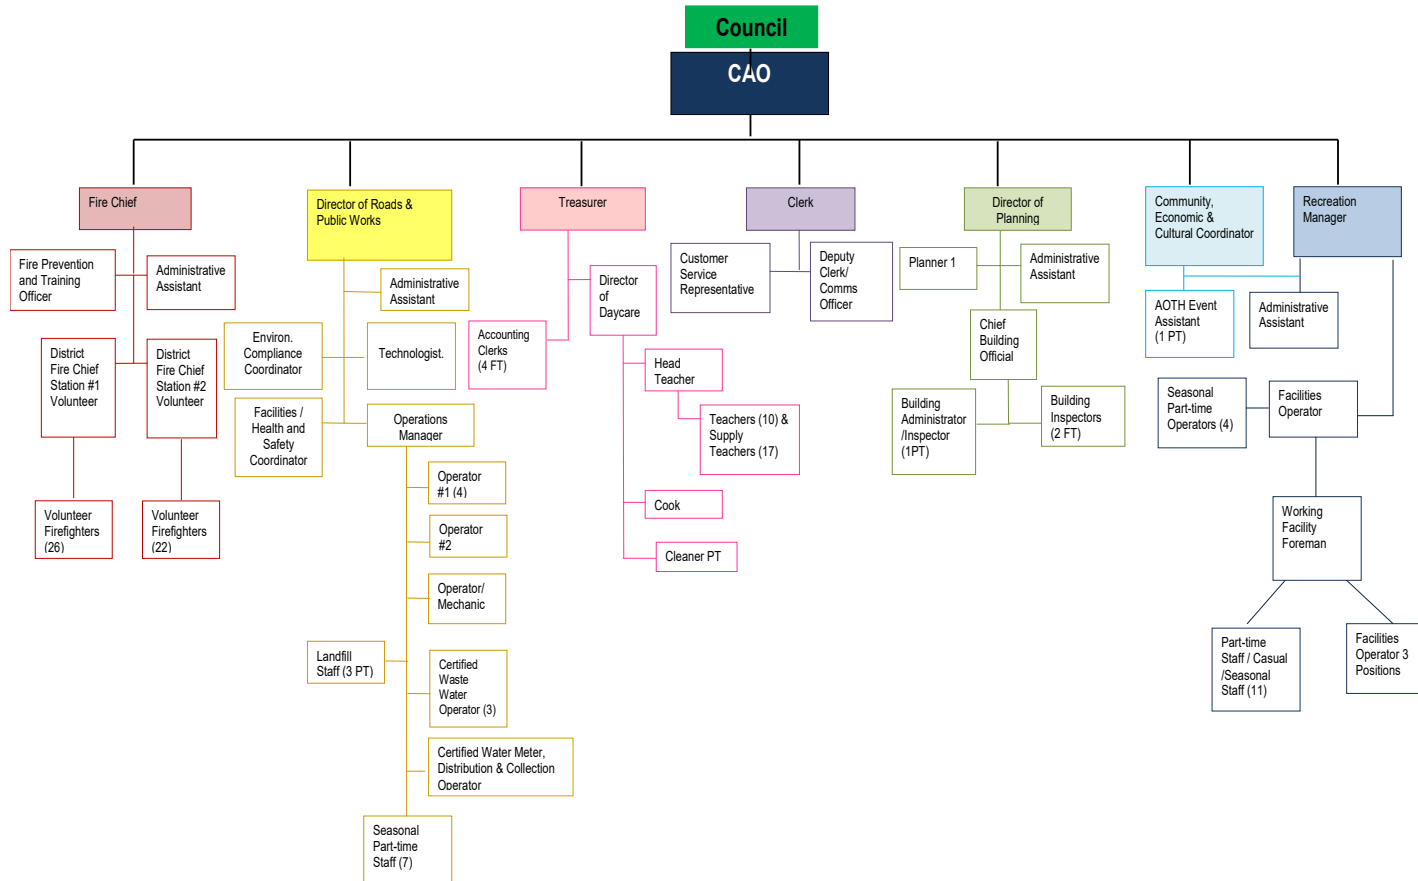 Council
CAO
Fire Chief
Director of Roads &
Public Works
Treasurer
Clerk
Director of
Planning
Community,
Economic &
Cultural Coordinator
Recreation
Manager
Fire Prevention
and Training
Officer
Administrative
Assistant
District
Fire Chief
Station #1
Volunteer
District
Fire Chief
Station #2
Volunteer
Volunteer
Firefighters
(26)
Volunteer
Firefighters
(22)
Administrative
Assistant
Environ.
Compliance
Coordinator
Technologist.
Facilities /
Health and
Safety
Coordinator
Operations
Manager
Operator
#1 (4)
Operator
#2
Operator/
Mechanic
Landfill
Staff (3 PT)
Certified
Waste
Water
Operator (3)
Certified Water Meter,
Distribution & Collection
Operator
Seasonal
Part-time
Staff (7)
Accounting
Clerks
(4 FT)
Director
of
Daycare
Head
Teacher
Teachers (10) &
Supply
Teachers (17)
Cook
Cleaner PT
Customer
Service
Representative
Deputy
Clerk/
Comms
Officer
Planner 1
Administrative
Assistant
Chief
Building
Official
Building
Administrator
/Inspector
(1PT)
Building
Inspectors
(2 FT)
AOTH Event
Assistant
(1 PT)
Administrative
Assistant
Seasonal
Part-time
Operators (4)
Facilities
Operator
Working
Facility
Foreman
Part-time
Staff / Casual
/Seasonal
Staff (11)
Facilities
Operator 3
Positions